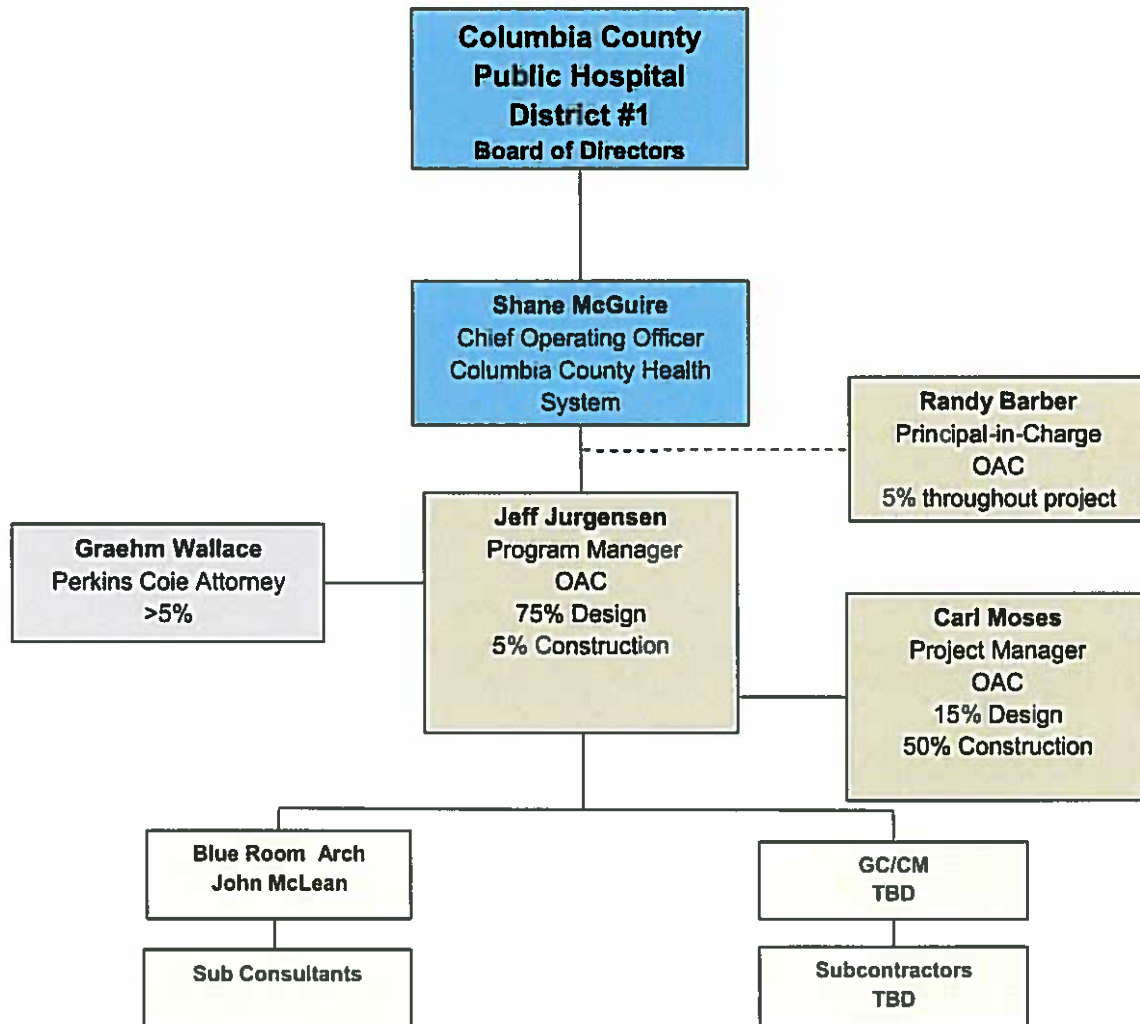 Columbia County
Public Hospital
District #1
Board of Directors
Shane McGuire
Chief Operating Officer
Columbia County Health
System
Randy Barber
Principal-in-Charge
OAC
5% throughout project
Jeff Jurgensen
Program Manager
OAC
75% Design
5% Construction
Graehm Wallace
Perkins Coie Attorney
>5%
Carl Moses
Project Manager
OAC
15% Design
50% Construction
Blue Room Arch
John McLean
GC/CM
TBD
Sub Consultants
Subcontractors
TBD